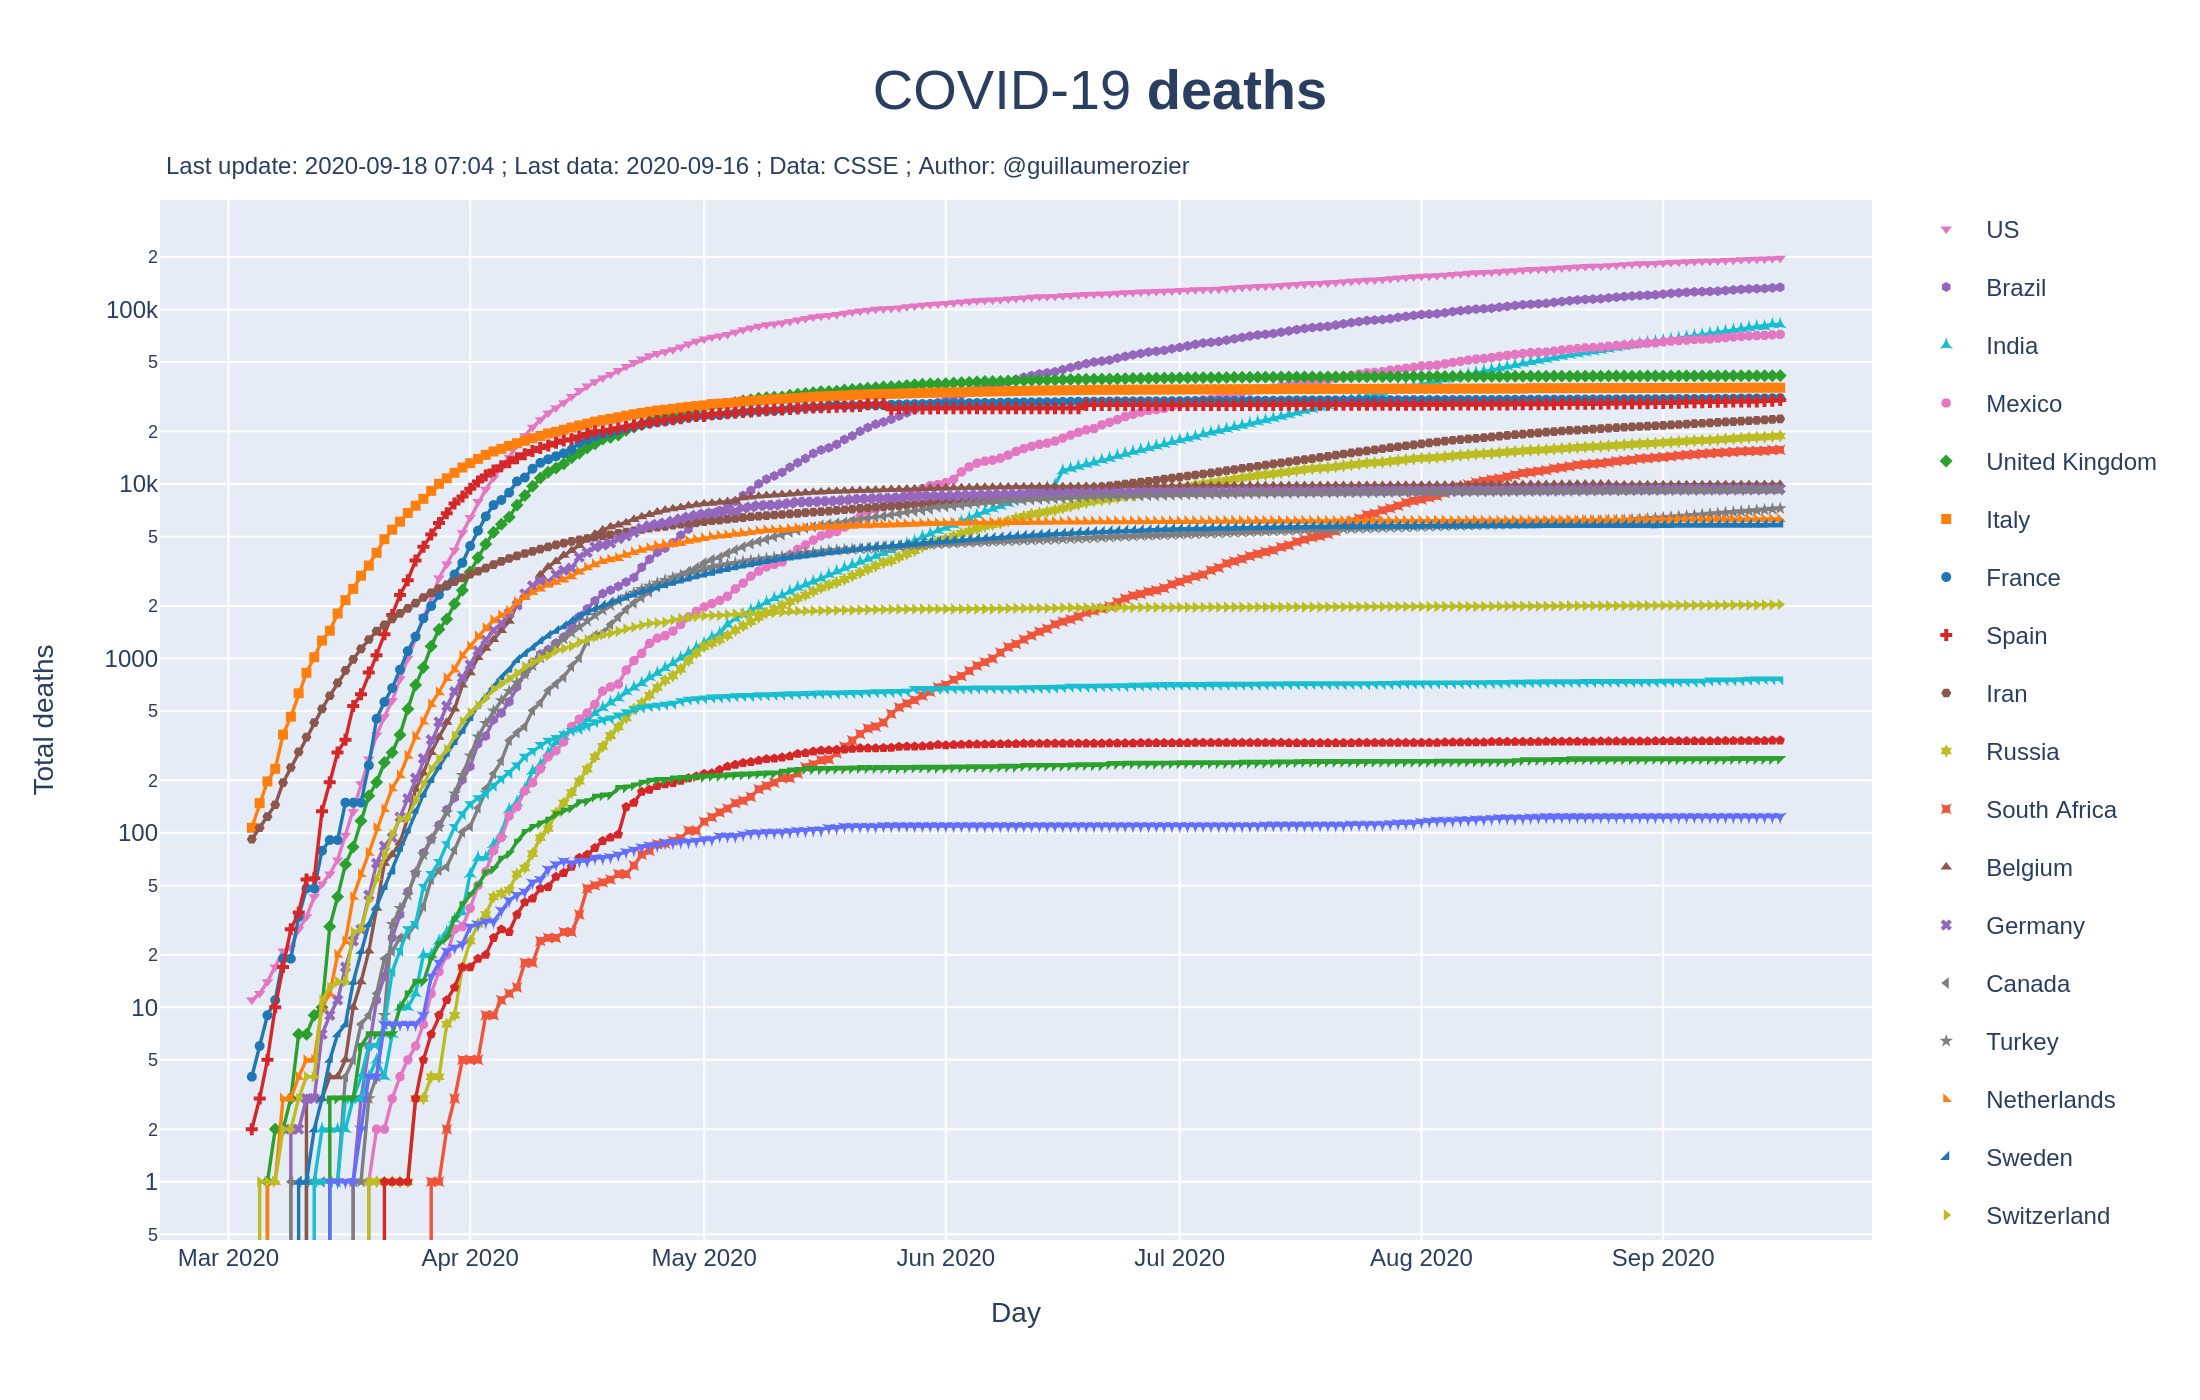 COVID-19 deaths
Last update: 2020-09-18 07:04 ; Last data: 2020-09-16 ; Data: CSSE ; Author: @guillaumerozier
Total deaths
2
100k
5
2
10k
5
2
1000
5
2
100
5
2
10
5
2
1
5
Mar 2020
Apr 2020
May 2020
Jun 2020
Jul 2020
Aug 2020
Sep 2020
Day
US
Brazil
India
Mexico
United Kingdom
Italy
France
Spain
Iran
Russia
South Africa
Belgium
Germany
Canada
Turkey
Netherlands
Sweden
Switzerland